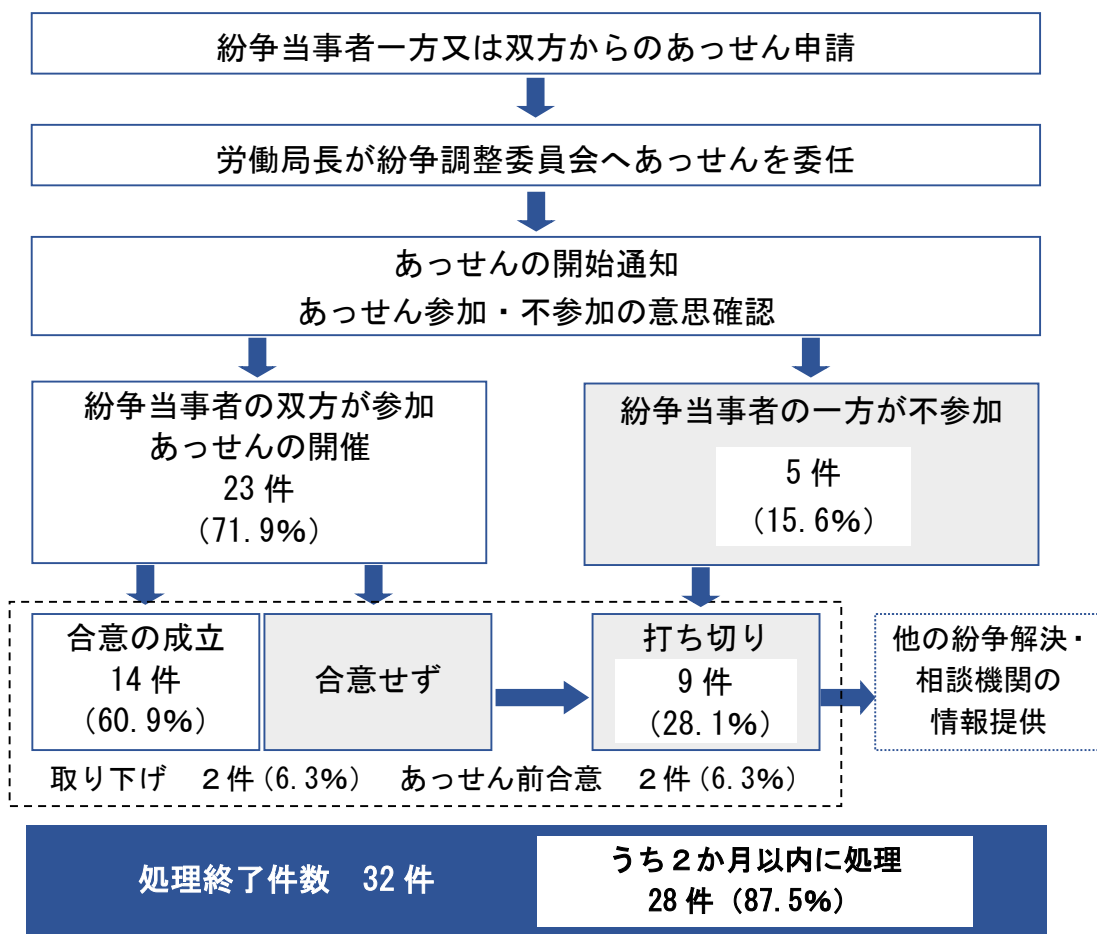 紛争当事者一方又は双方からのあっせん申請
労働局長が紛争調整委員会へあっせんを委任
あっせんの開始通知
あっせん参加・不参加の意思確認
紛争当事者の双方が参加
あっせんの開催
23 件
(71.9%)
紛争当事者の一方が不参加
5 件
(15.6%)
合意の成立
14 件
(60.9%)
合意せず
打ち切り
9 件
(28.1%)
他の紛争解決・
相談機関の
情報提供
取り下げ　２件(6.3%)　あっせん前合意　２件(6.3%)
処理終了件数　32 件
うち２か月以内に処理
28 件（87.5%）